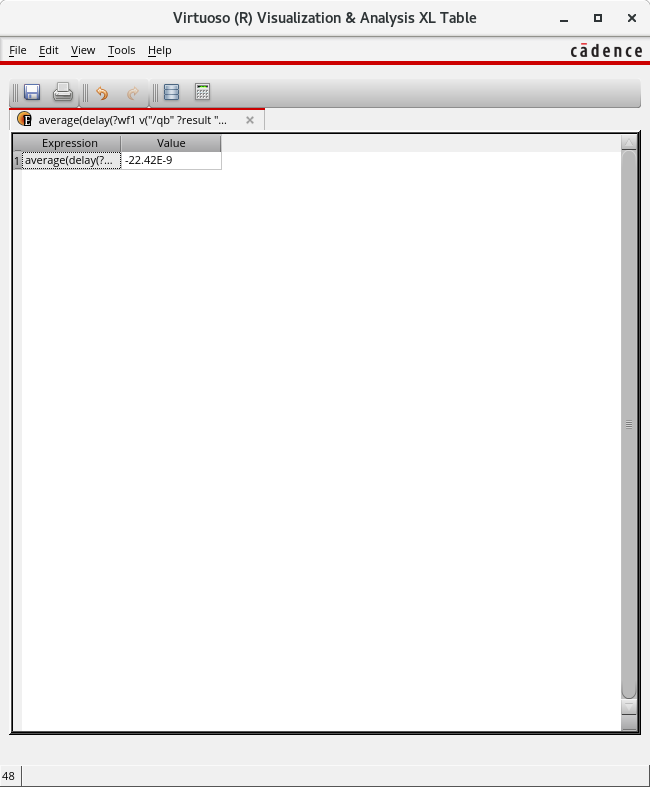 Virtuoso (R) Visualization & Analysis XL Table
File Edit View Tools Help
cādence
average(delay(?wf1 v("/qb" ?result "...
Expression Value
1 average(delay(?... -22.42E-9
48